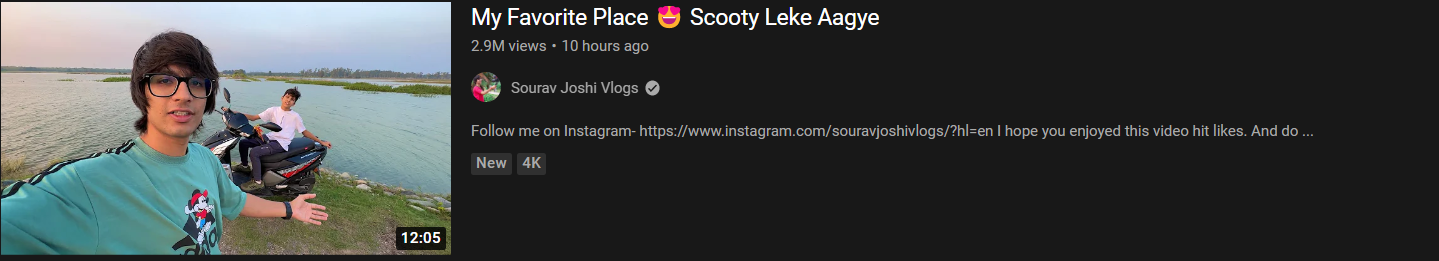 My Favorite Place 😍 Scooty Leke Aagye
2.9M views • 10 hours ago
Sourav Joshi Vlogs
Follow me on Instagram- https://www.instagram.com/souravjoshivlogs/?hl=en I hope you enjoyed this video hit likes. And do ...
New 4K
12:05